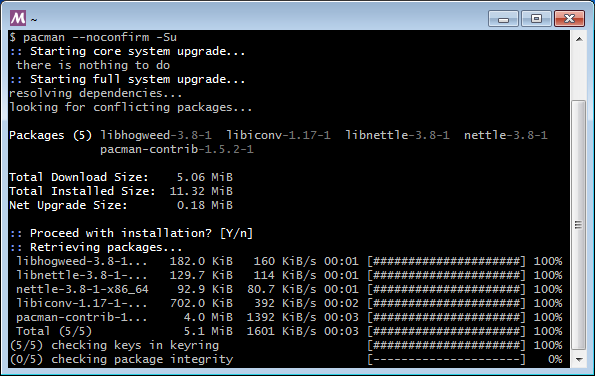 ~
$ pacman --noconfirm -Su
:: Starting core system upgrade...
 there is nothing to do
:: Starting full system upgrade...
resolving dependencies...
looking for conflicting packages...

Packages (5) libhogweed-3.8-1  libiconv-1.17-1  libnettle-3.8-1  nettle-3.8-1
             pacman-contrib-1.5.2-1

Total Download Size:    5.06 MiB
Total Installed Size:  11.32 MiB
Net Upgrade Size:       0.18 MiB

:: Proceed with installation? [Y/n]
:: Retrieving packages...
 libhogweed-3.8-1...   182.0 KiB   160 KiB/s 00:01 [#####################] 100%
 libnettle-3.8-1-...   129.7 KiB   114 KiB/s 00:01 [#####################] 100%
 nettle-3.8-1-x86_64    92.9 KiB  80.7 KiB/s 00:01 [#####################] 100%
 libiconv-1.17-1-...   702.0 KiB   392 KiB/s 00:02 [#####################] 100%
 pacman-contrib-1...     4.0 MiB  1392 KiB/s 00:03 [#####################] 100%
 Total (5/5)             5.1 MiB  1601 KiB/s 00:03 [#####################] 100%
(5/5) checking keys in keyring                     [#####################] 100%
(0/5) checking package integrity                   [---------------------]   0%